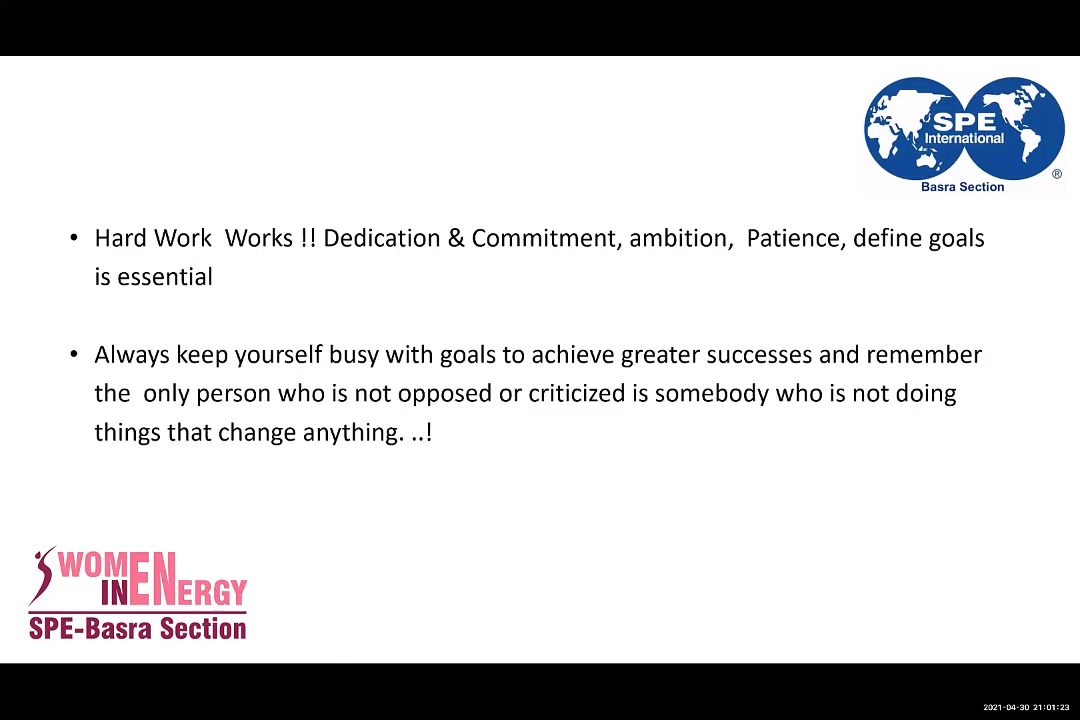 SPE
International
®
Basra Section
• Hard Work  Works !! Dedication & Commitment, ambition,  Patience, define goals
is essential
• Always keep yourself busy with goals to achieve greater successes and remember
the  only person who is not opposed or criticized is somebody who is not doing
things that change anything. ..!
WOMEN
IN ENERGY
SPE-Basra Section
2021-04-30 21:01:23